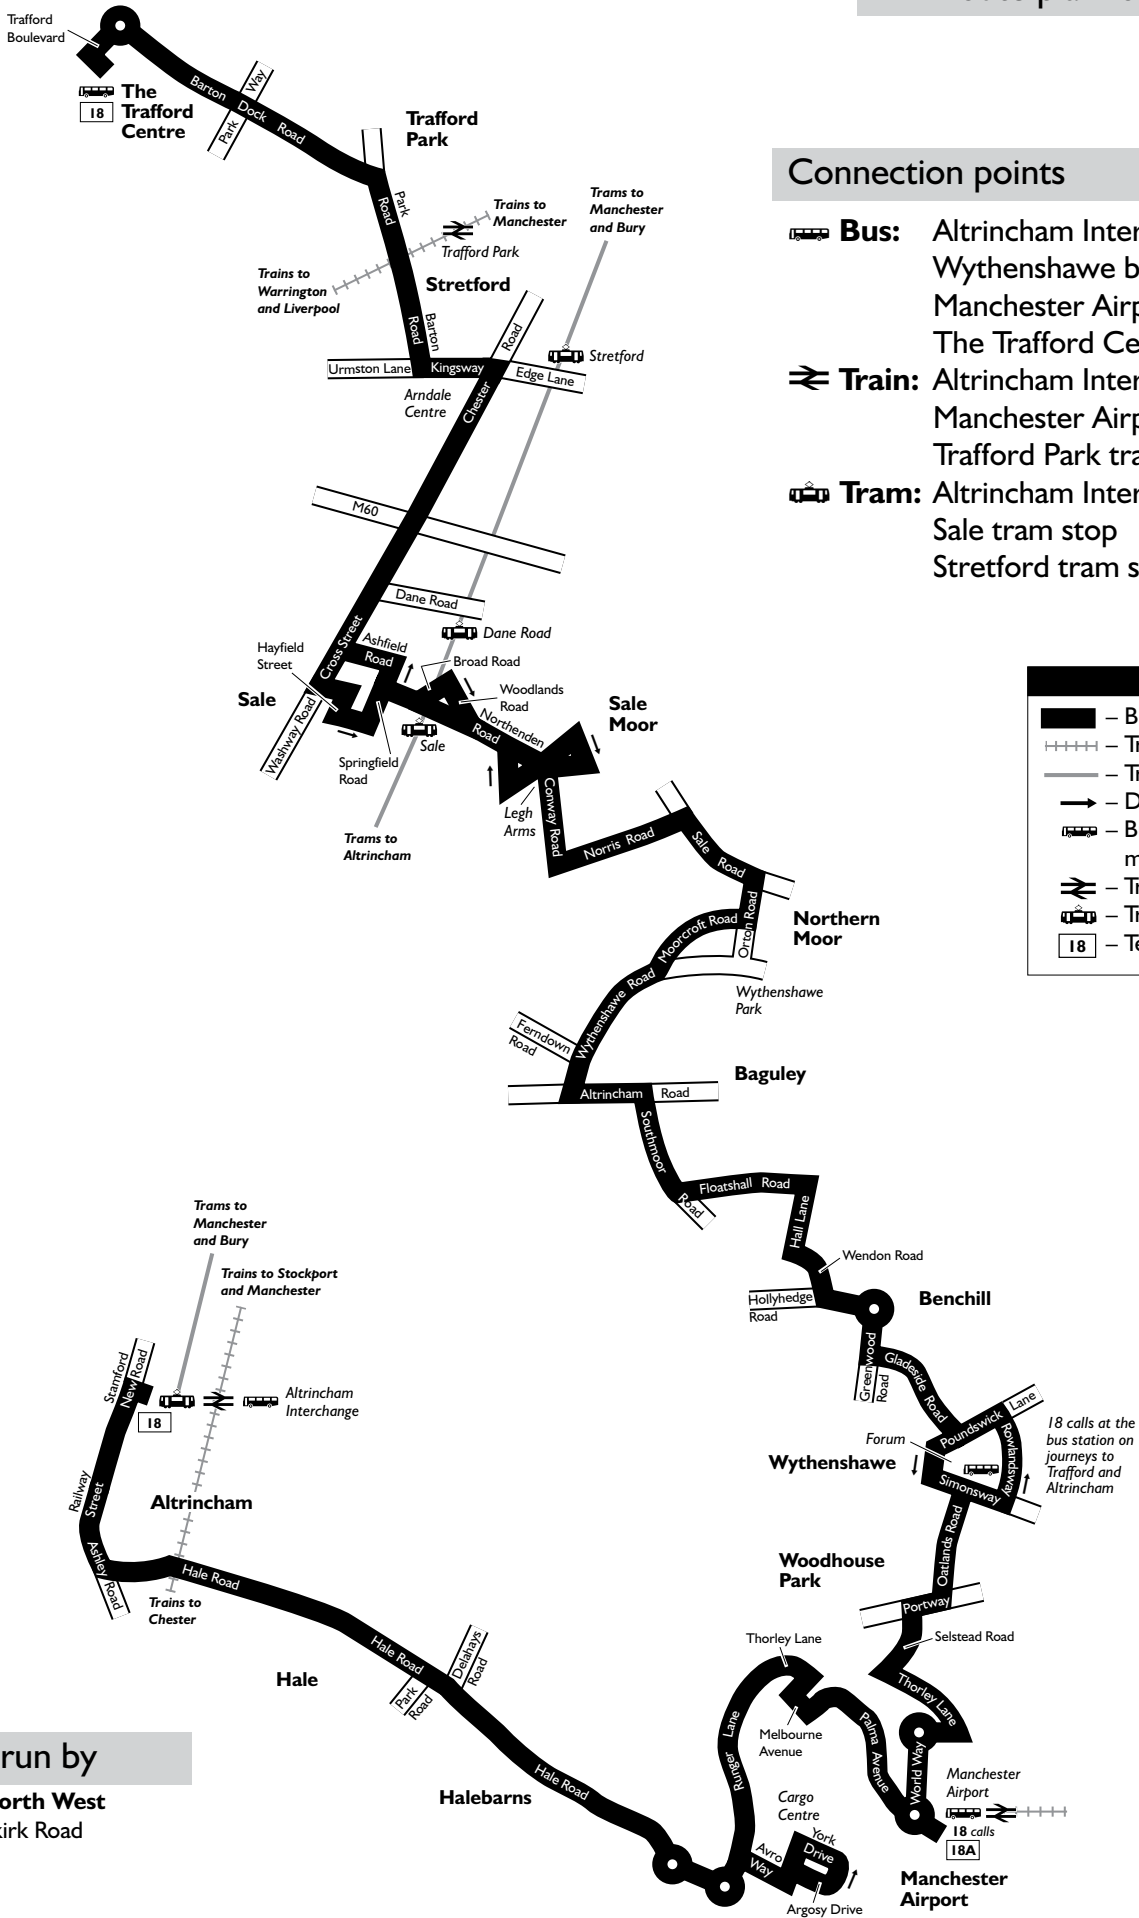 Trafford
Boulevard
The
Trafford
Centre
18
Barton Dock Road
Park Way
Trafford
Park
Park
Road
Trains to
Manchester
Trafford Park
Trains to
Warrington
and Liverpool
Trams to
Manchester
and Bury
Stretford
Barton
Road
Urmston Lane
Kingsway
Road
Edge Lane
Stretford
Arndale
Centre
Chester
M60
Dane Road
Dane Road
Cross Street
Ashfield
Road
Hayfield
Street
Broad Road
Woodlands
Road
Sale
Washway Road
Springfield
Road
Sale
Northenden
Road
Sale
Moor
Legh
Arms
Conway Road
Trams to
Altrincham
Norris Road
Sale Road
Orton Road
Northern
Moor
Moorcroft Road
Wythenshawe
Park
Wythenshawe Road
Ferndown
Road
Baguley
Altrincham Road
Southmoor
Road
Floatshall Road
Hall Lane
Wendon Road
Hollyhedge
Road
Benchill
Greenwood
Road
Gladeside Road
Poundswick Lane
Rowlandsway
Forum
Wythenshawe
Simonsway
18 calls at the
bus station on
journeys to
Trafford and
Altrincham
Oatlands Road
Woodhouse
Park
Portway
Selstead Road
Thorley Lane
Thorley Lane
Melbourne
Avenue
Palma Avenue
World Way
Manchester
Airport
18 calls
18A
Manchester
Airport
Runger Lane
Cargo
Centre
York
Drive
Avro
Way
Argosy Drive
Trams to
Manchester
and Bury
Trains to Stockport
and Manchester
Stamford
New Road
18
Altrincham
Interchange
Railway
Street
Altrincham
Ashley Road
Hale Road
Trains to
Chester
Hale
Hale Road
Park
Road
Delahays
Road
Halebarns
Hale Road
Connection points
Bus: Altrincham Inter
Wythenshawe b
Manchester Airp
The Trafford Ce
Train: Altrincham Inter
Manchester Airp
Trafford Park tra
Tram: Altrincham Inter
Sale tram stop
Stretford tram s
– B
– Tr
– Tr
– D
– B
m
– Tr
– Tr
18 – Te
run by
orth West
kirk Road